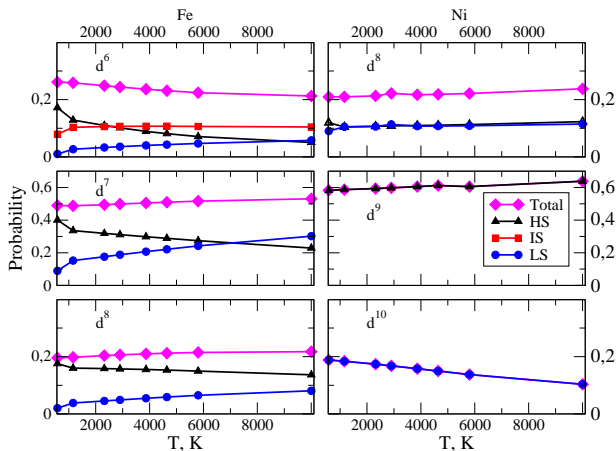 Fe Ni
2000 4000 6000 8000 2000 4000 6000 8000
d6 d8
0,2 0,2
0 0
d7 d9
0,6 0,6
0,4 0,4
0,2 0,2
0
Probability
Total
HS
IS
LS
d8 d10
0,2 0,2
0 0
2000 4000 6000 8000 2000 4000 6000 8000
T, K T, K